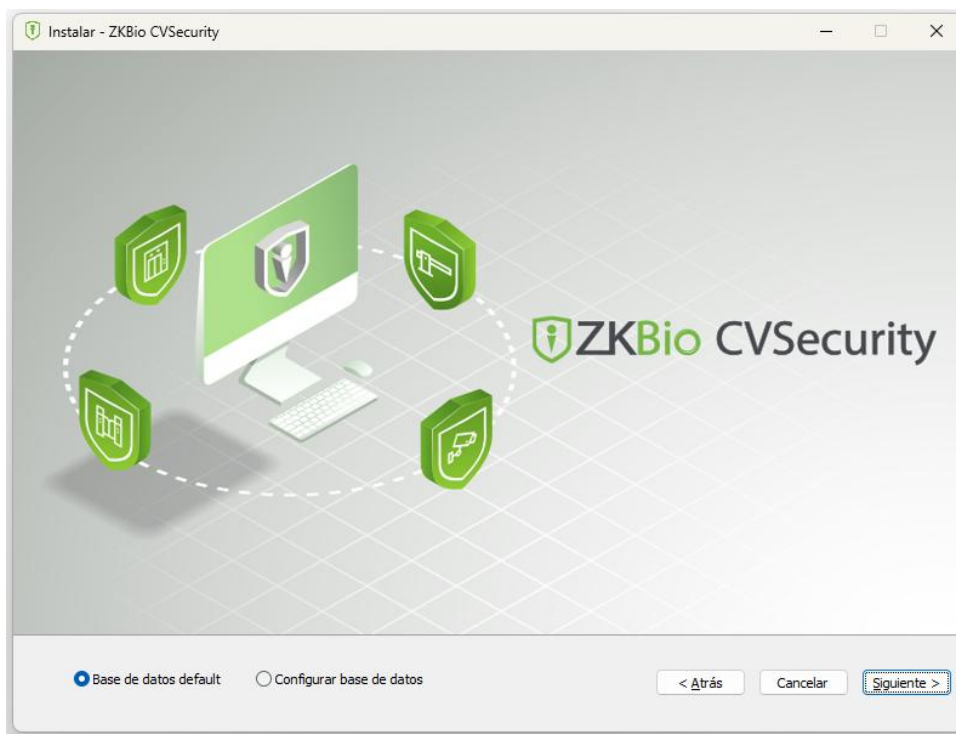 Instalar - ZKBio CVSecurity
ZKBio CVSecurity
Base de datos default
Configurar base de datos
< Atrás
Cancelar
Siguiente >